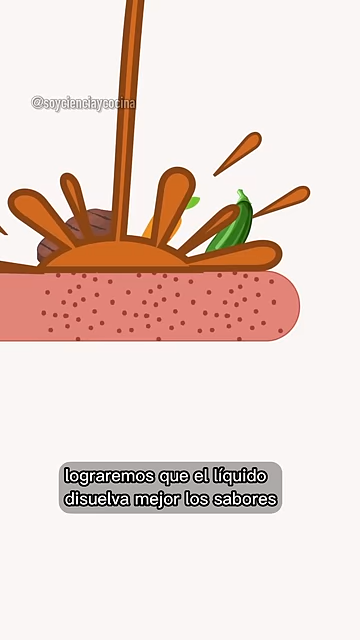 @soycienciaycocina
lograremos que el líquido
disuelva mejor los sabores